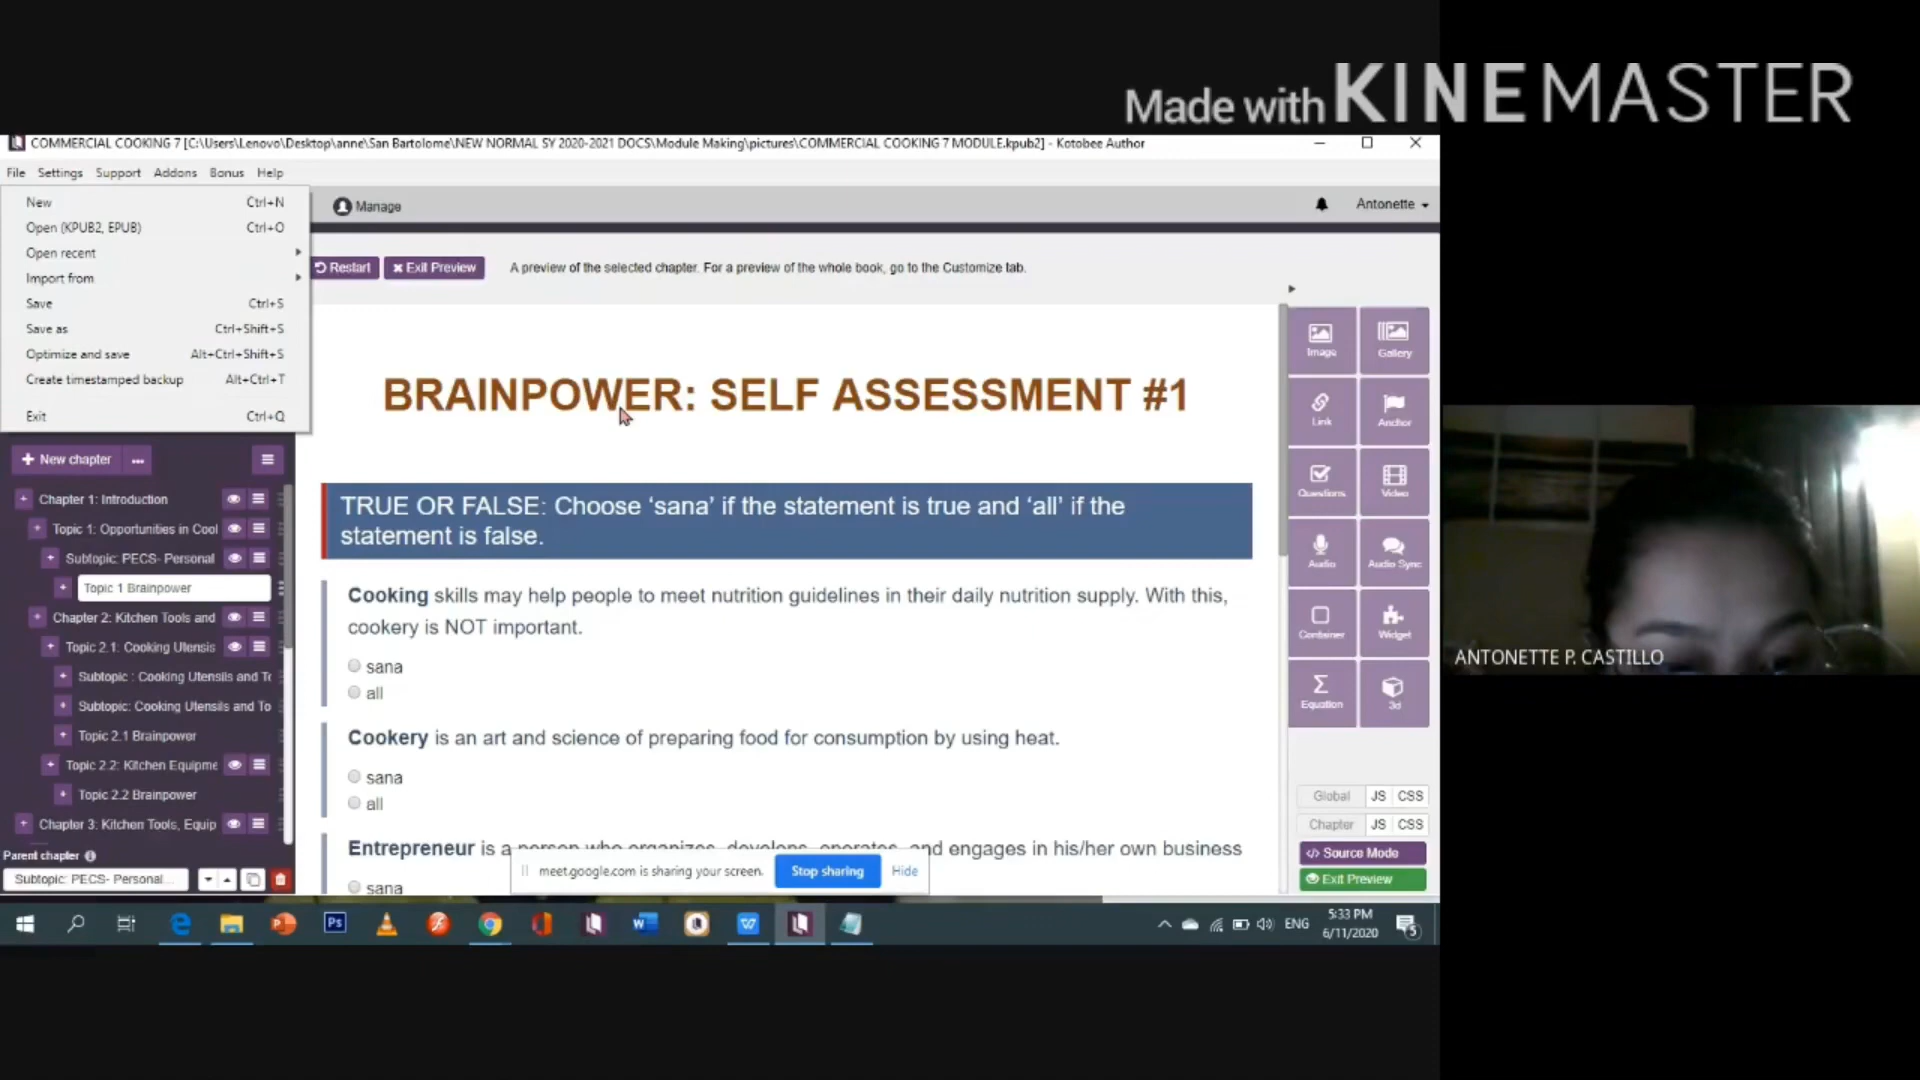 Made with KINEMASTER
COMMERCIAL COOKING 7 [C:\Users\Lenovo\Desktop\anne\San Bartolome\NEW NORMAL SY 2020-2021 DOCS\Module Making\pictures\COMMERCIAL COOKING 7 MODULE.kpub2] - Kotobee Author
File Settings Support Addons Bonus Help
New Ctrl+N
Open (KPUB2, EPUB) Ctrl+O
Open recent
Import from
Save Ctrl+S
Save as Ctrl+Shift+S
Optimize and save Alt+Ctrl+Shift+S
Create timestamped backup Alt+Ctrl+T
Exit Ctrl+Q
Manage
Antonette
Restart
Exit Preview
A preview of the selected chapter. For a preview of the whole book, go to the Customize tab.
+ New chapter ...
Chapter 1: Introduction
Topic 1: Opportunities in Cool
Subtopic: PECS- Personal
Topic 1 Brainpower
Chapter 2: Kitchen Tools and
Topic 2.1: Cooking Utensils
Subtopic : Cooking Utensils and To
Subtopic: Cooking Utensils and To
Topic 2.1 Brainpower
Topic 2.2: Kitchen Equipme
Topic 2.2 Brainpower
Chapter 3: Kitchen Tools, Equip
Parent chapter
Subtopic: PECS- Personal...
BRAINPOWER: SELF ASSESSMENT #1
TRUE OR FALSE: Choose ‘sana’ if the statement is true and ‘all’ if the
statement is false.
Cooking skills may help people to meet nutrition guidelines in their daily nutrition supply. With this,
cookery is NOT important.
sana
all
Cookery is an art and science of preparing food for consumption by using heat.
sana
all
Entrepreneur is a person who organizes, develops, operates, and engages in his/her own business
sana
meet.google.com is sharing your screen.
Stop sharing
Hide
Image Gallery
Link Anchor
Questions Video
Audio Audio Sync
Container Widget
Equation 3d
Global JS CSS
Chapter JS CSS
</> Source Mode
Exit Preview
ENG
5:33 PM
6/11/2020
5
ANTONETTE P. CASTILLO